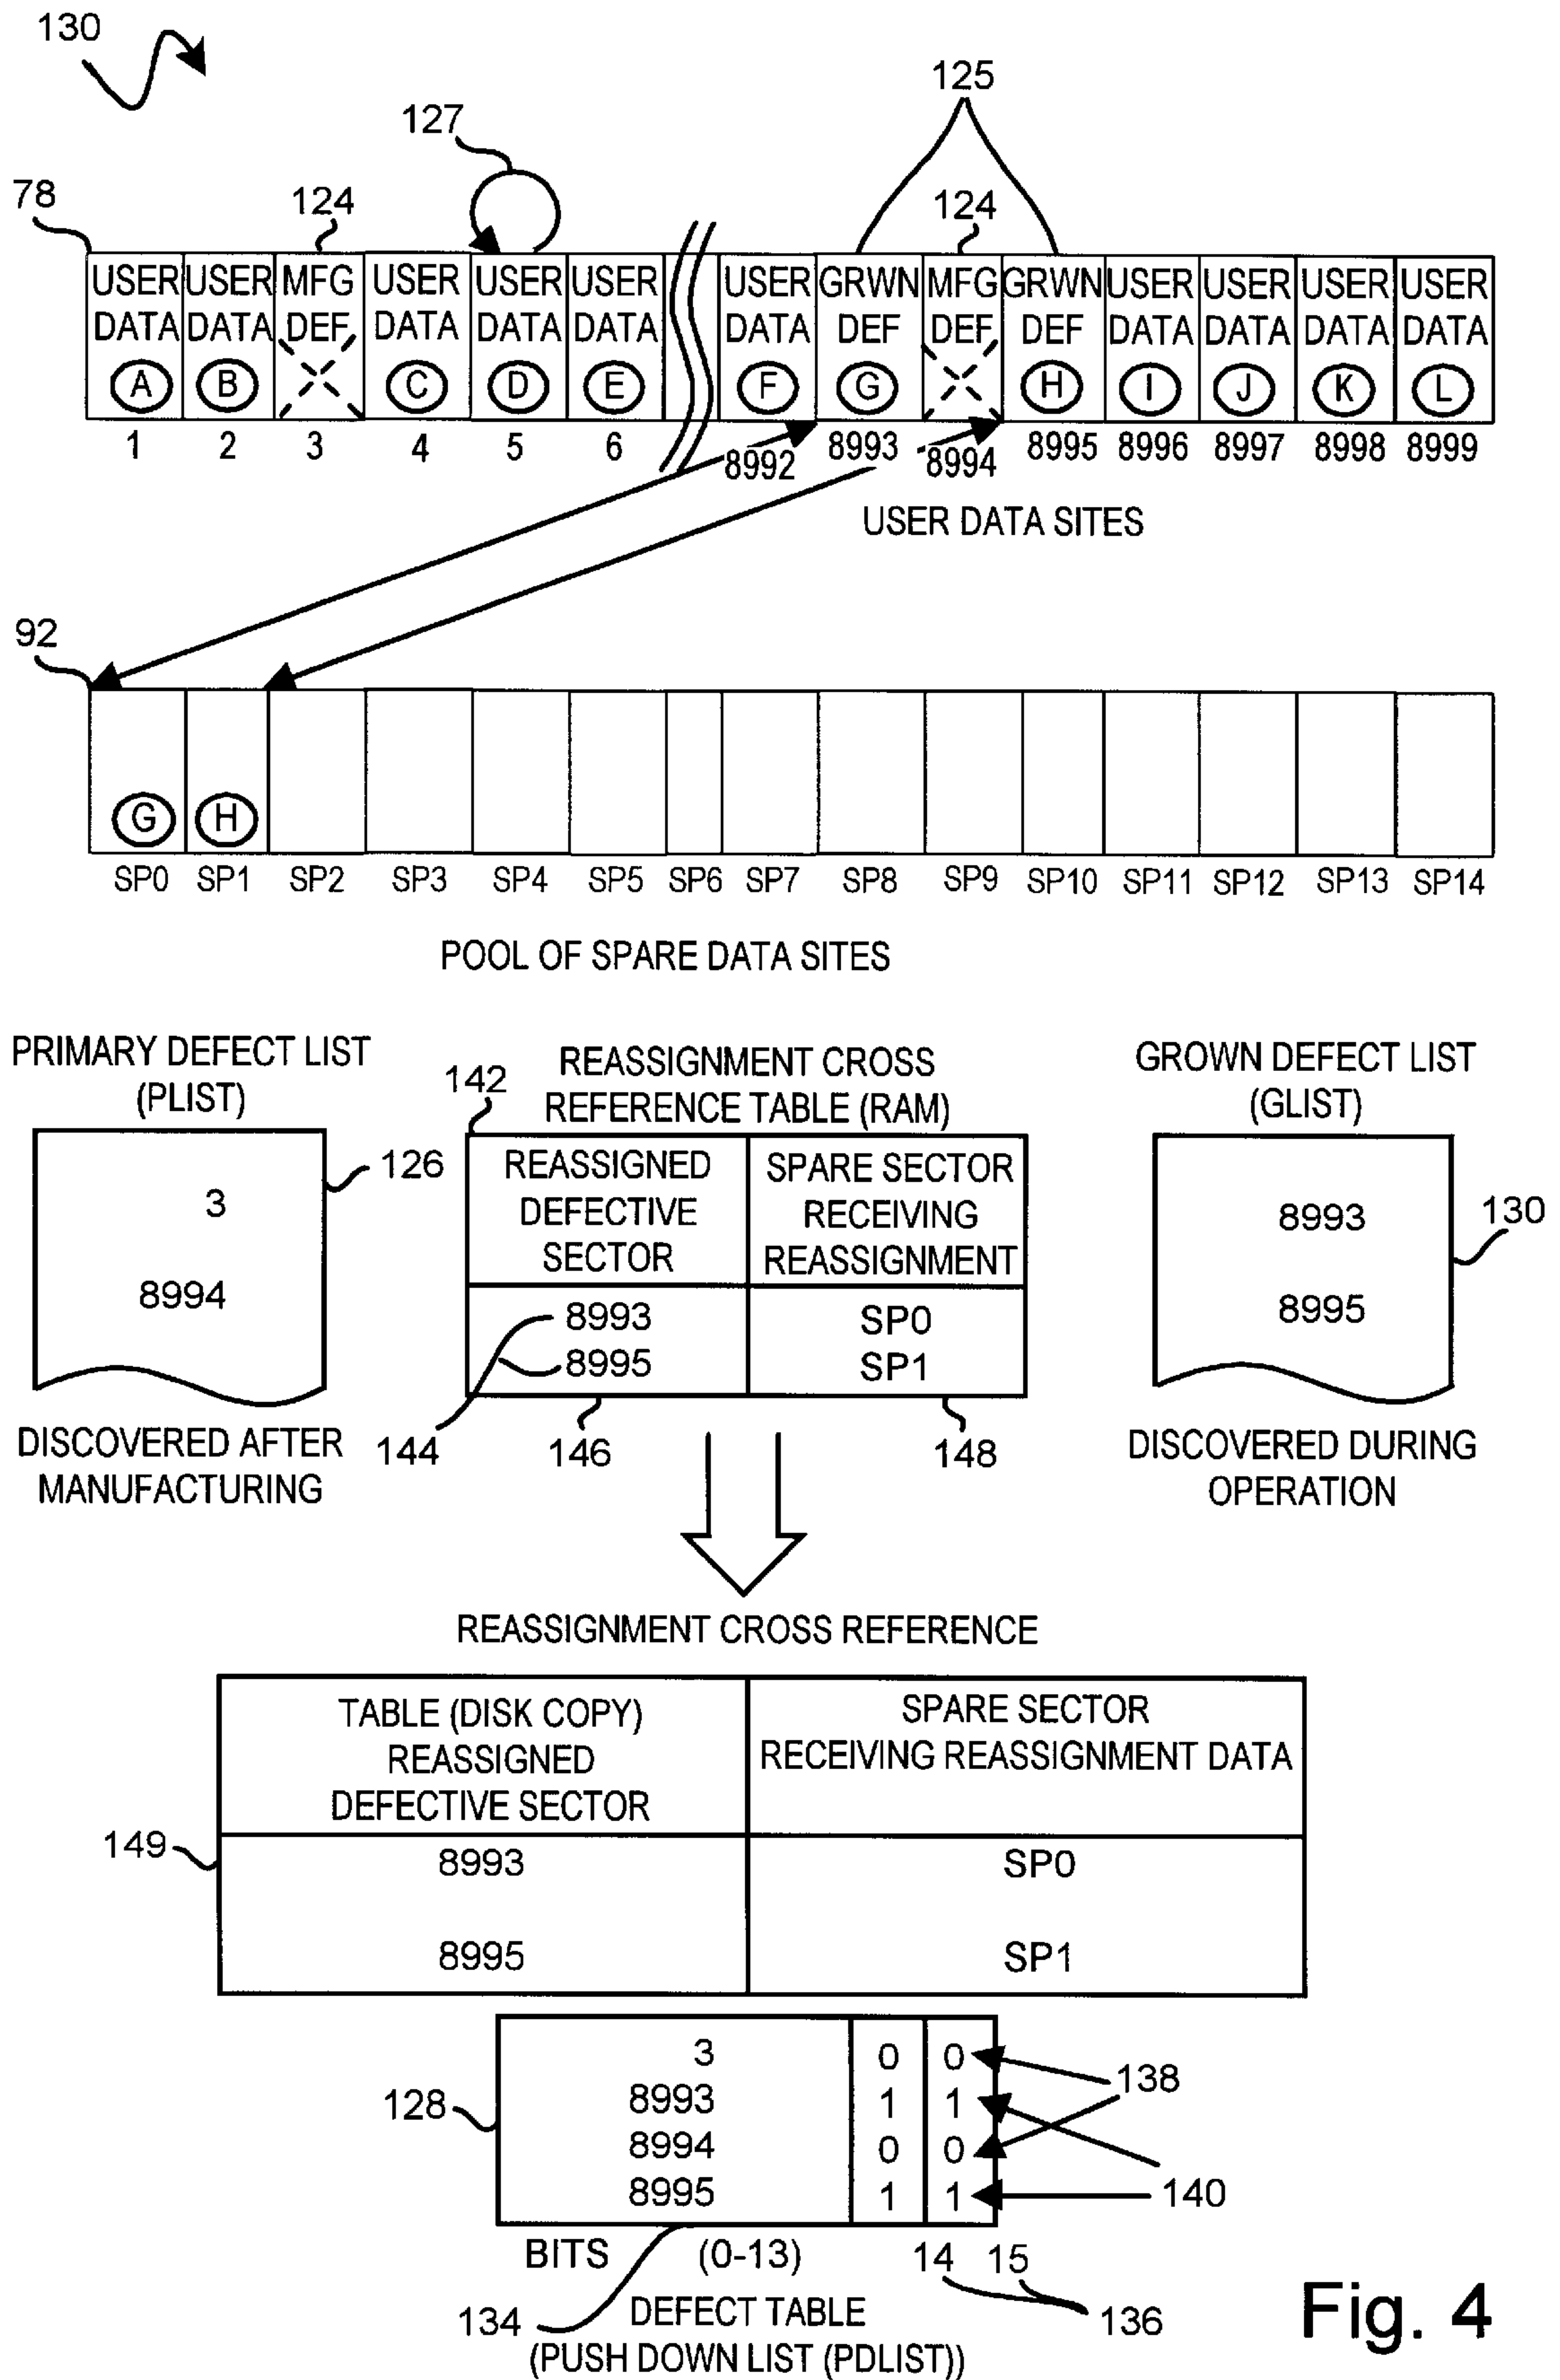 130
125
127
78
124
124
USER USER MFG USER USER USER USER GRWN MFG GRWN USER USER USER USER
DATA DATA DEF DATA DATA DATA DATA DEF DEF DEF DATA DATA DATA DATA
A B C D E F G H I J K L
1 2 3 4 5 6 8992 8993 8994 8995 8996 8997 8998 8999
USER DATA SITES
92
G H
SP0 SP1 SP2 SP3 SP4 SP5 SP6 SP7 SP8 SP9 SP10 SP11 SP12 SP13 SP14
POOL OF SPARE DATA SITES
PRIMARY DEFECT LIST
(PLIST)
126
3
8994
DISCOVERED AFTER
MANUFACTURING
REASSIGNMENT CROSS
REFERENCE TABLE (RAM)
142
REASSIGNED
DEFECTIVE
SECTOR
SPARE SECTOR
RECEIVING
REASSIGNMENT
8993 SP0
8995 SP1
144 146 148
GROWN DEFECT LIST
(GLIST)
8993
8995
130
DISCOVERED DURING
OPERATION
REASSIGNMENT CROSS REFERENCE
TABLE (DISK COPY)
REASSIGNED
DEFECTIVE SECTOR
SPARE SECTOR
RECEIVING REASSIGNMENT DATA
149
8993 SP0
8995 SP1
128
3 0 0
8993 1 1
8994 0 0
8995 1 1
138
140
BITS (0-13) 14 15
134
136
DEFECT TABLE
(PUSH DOWN LIST (PDLIST))
Fig. 4